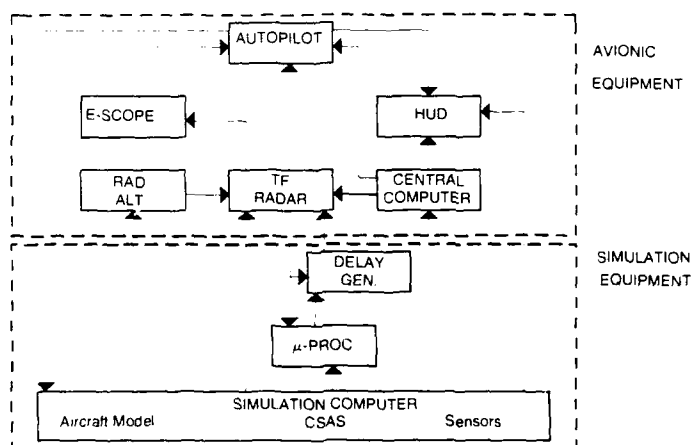 AUTOPILOT
AVIONIC
EQUIPMENT
E-SCOPE
HUD
RAD
ALT
TF
RADAR
CENTRAL
COMPUTER
SIMULATION
EQUIPMENT
DELAY
GEN.
μ-PROC
SIMULATION COMPUTER
Aircraft Model CSAS Sensors